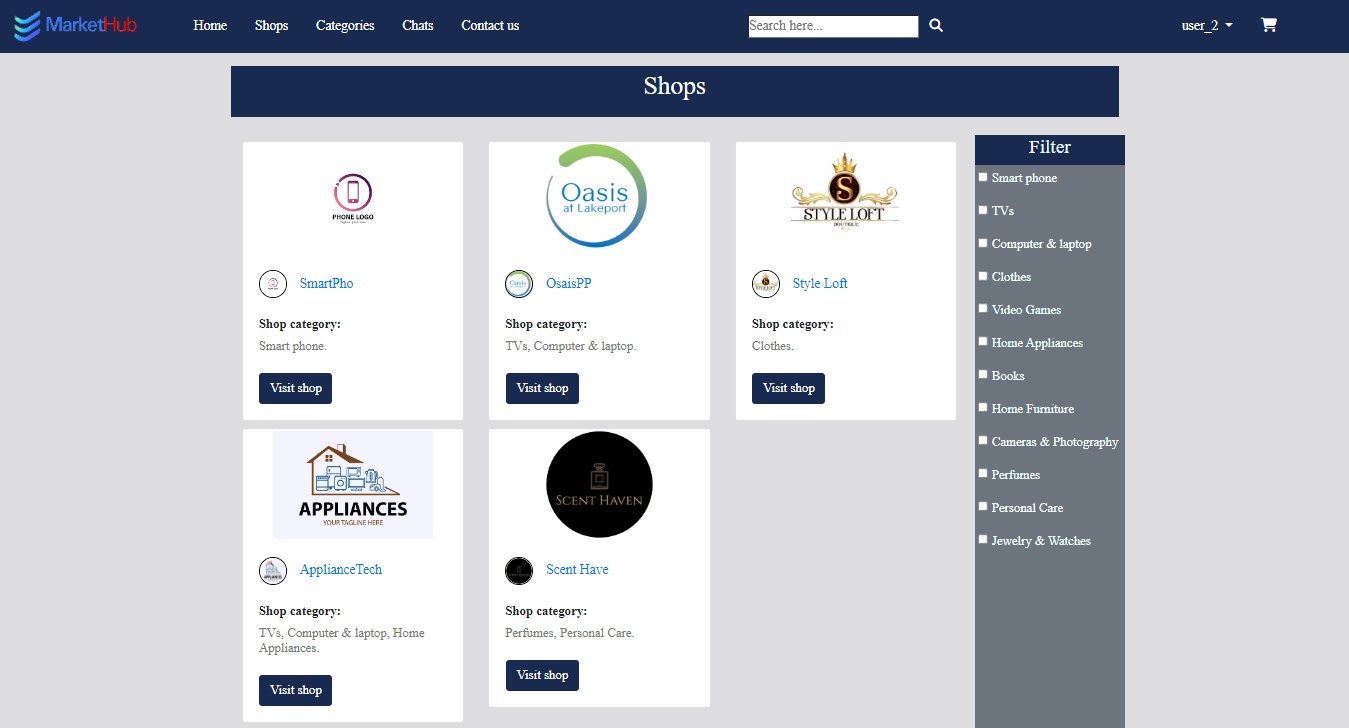 MarketHub Home Shops Categories Chats Contact us Search here... user_2
Shops
PHONE LOGO
SmartPho
Shop category:
Smart phone.
Visit shop
Oasis
at Lakeport
Oasis
OsaisPP
Shop category:
TVs, Computer & laptop.
Visit shop
S
STYLE LOFT
BOUTIQUE
Style Loft
Shop category:
Clothes.
Visit shop
APPLIANCES
YOUR TAGLINE HERE
APPLIANCES
ApplianceTech
Shop category:
TVs, Computer & laptop, Home
Appliances.
Visit shop
SCENT HAVEN
Scent Have
Shop category:
Perfumes, Personal Care.
Visit shop
Filter
Smart phone
TVs
Computer & laptop
Clothes
Video Games
Home Appliances
Books
Home Furniture
Cameras & Photography
Perfumes
Personal Care
Jewelry & Watches